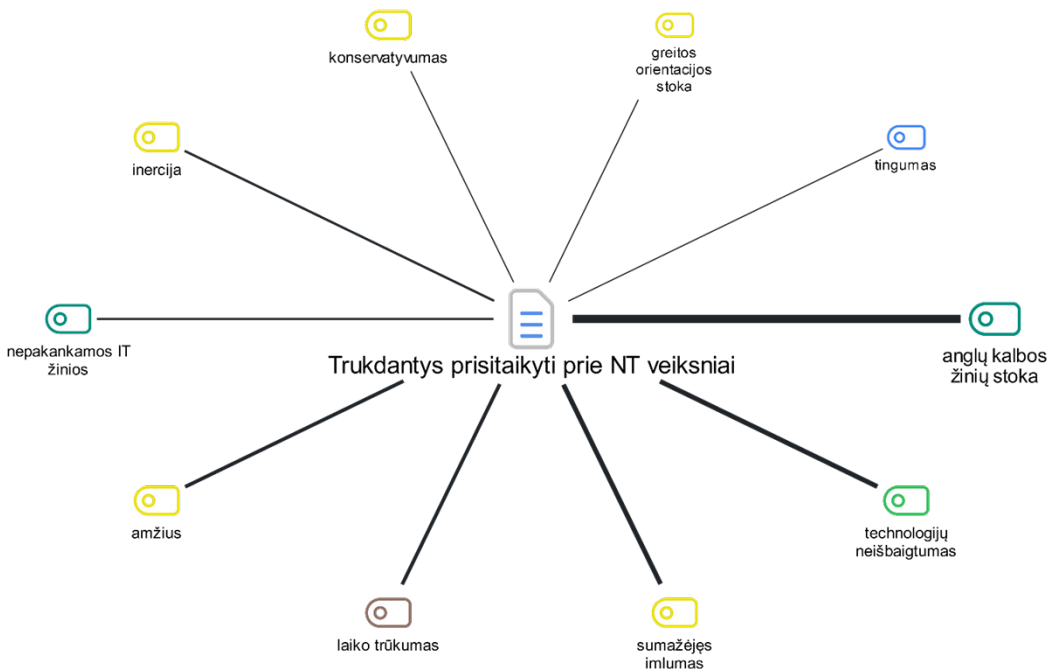 konservatyvumas
greitos
orientacijos
stoka
inercija
tingumas
nepakankamos IT
žinios
Trukdantys prisitaikyti prie NT veiksniai
anglų kalbos
žinių stoka
amžius
technologijų
neišbaigtumas
laiko trūkumas
sumažėjęs
imlumas